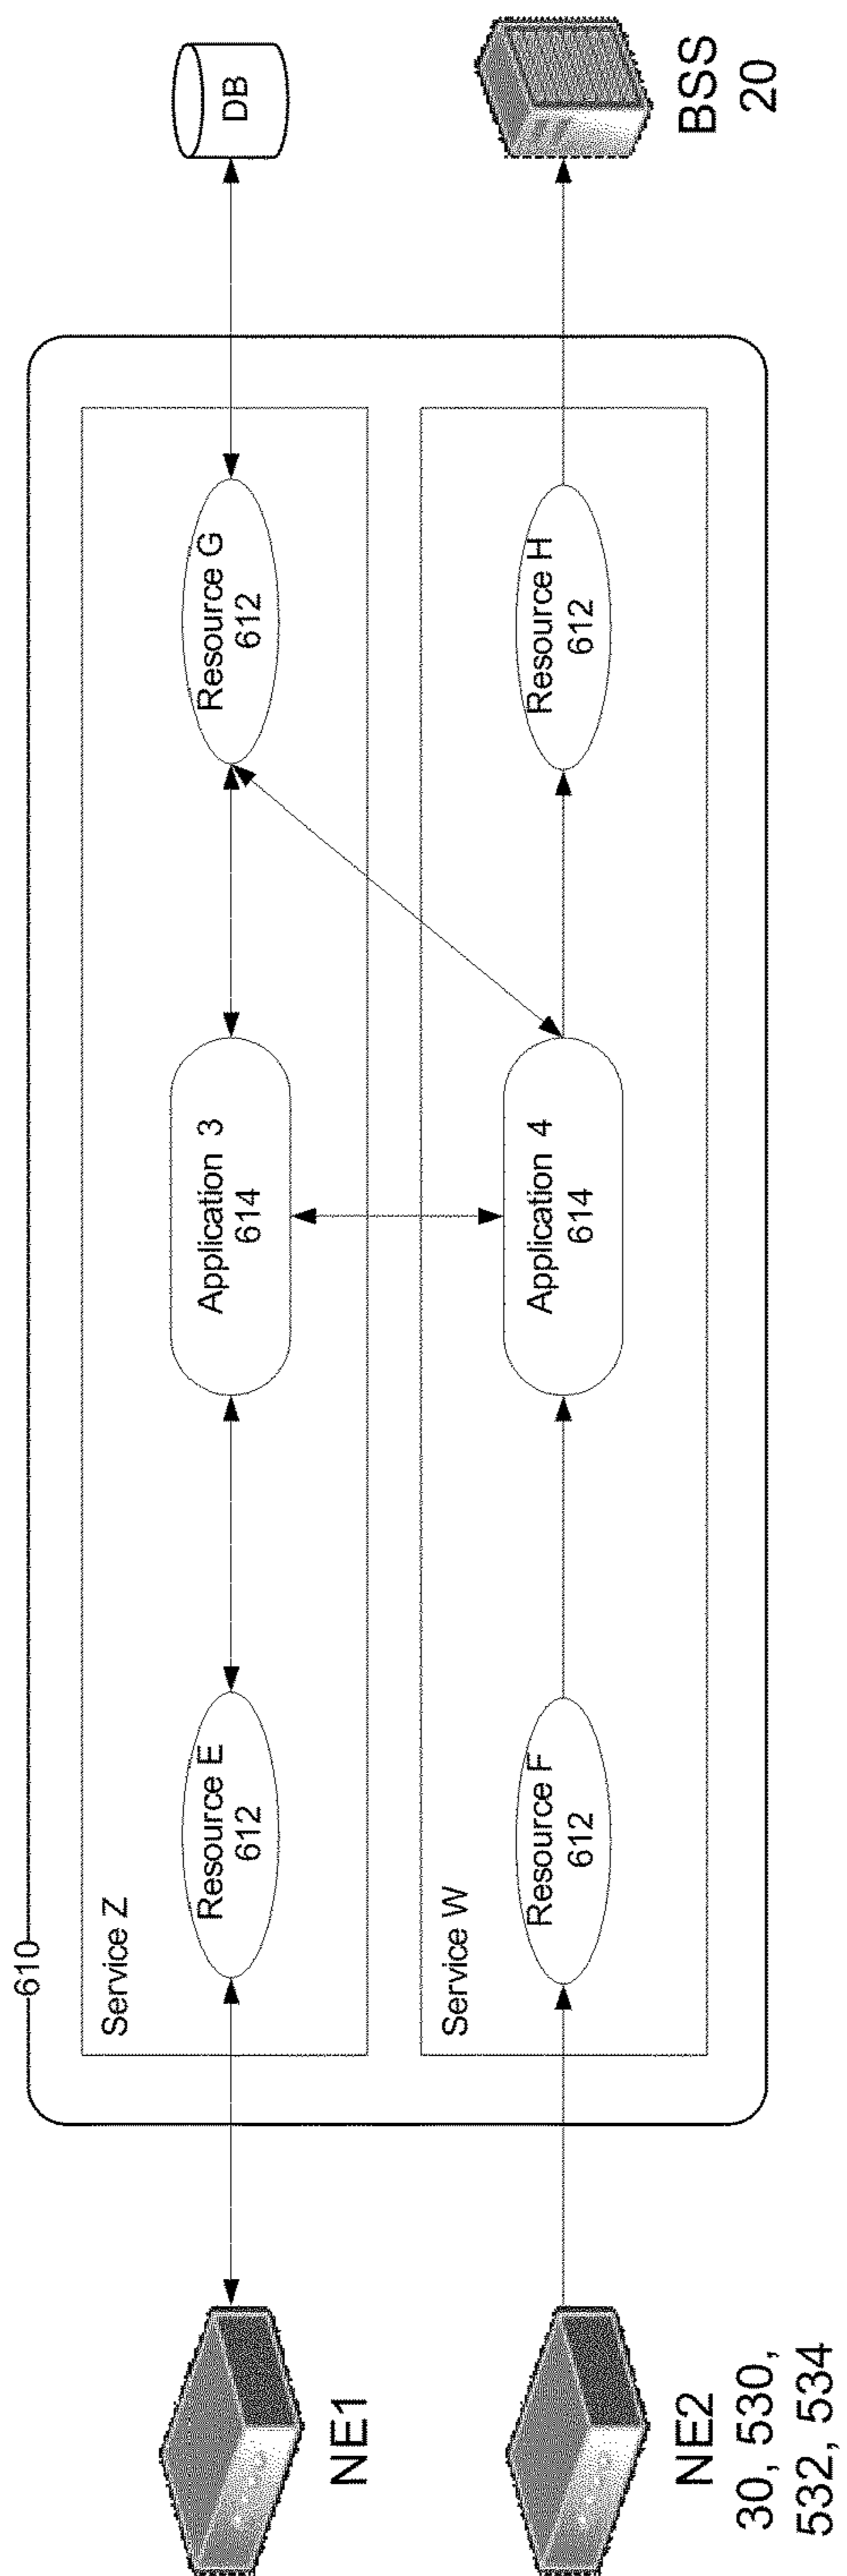 610
Service Z
NE1
Resource E
612
Application 3
614
Resource G
612
DB
Service W
NE2
30, 530,
532, 534
Resource F
612
Application 4
614
Resource H
612
BSS
20